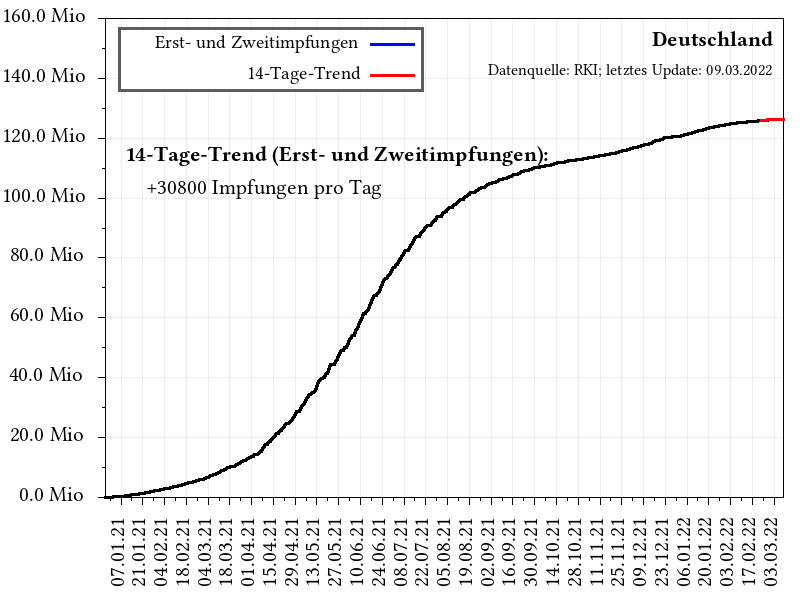 160.0 Mio
140.0 Mio
120.0 Mio
100.0 Mio
80.0 Mio
60.0 Mio
40.0 Mio
20.0 Mio
0.0 Mio
Erst- und Zweitimpfungen
14-Tage-Trend
Deutschland
Datenquelle: RKI; letztes Update: 09.03.2022
14-Tage-Trend (Erst- und Zweitimpfungen):
+30800 Impfungen pro Tag
07.01.21
21.01.21
04.02.21
18.02.21
04.03.21
18.03.21
01.04.21
15.04.21
29.04.21
13.05.21
27.05.21
10.06.21
24.06.21
08.07.21
22.07.21
05.08.21
19.08.21
02.09.21
16.09.21
30.09.21
14.10.21
28.10.21
11.11.21
25.11.21
09.12.21
23.12.21
06.01.22
20.01.22
03.02.22
17.02.22
03.03.22